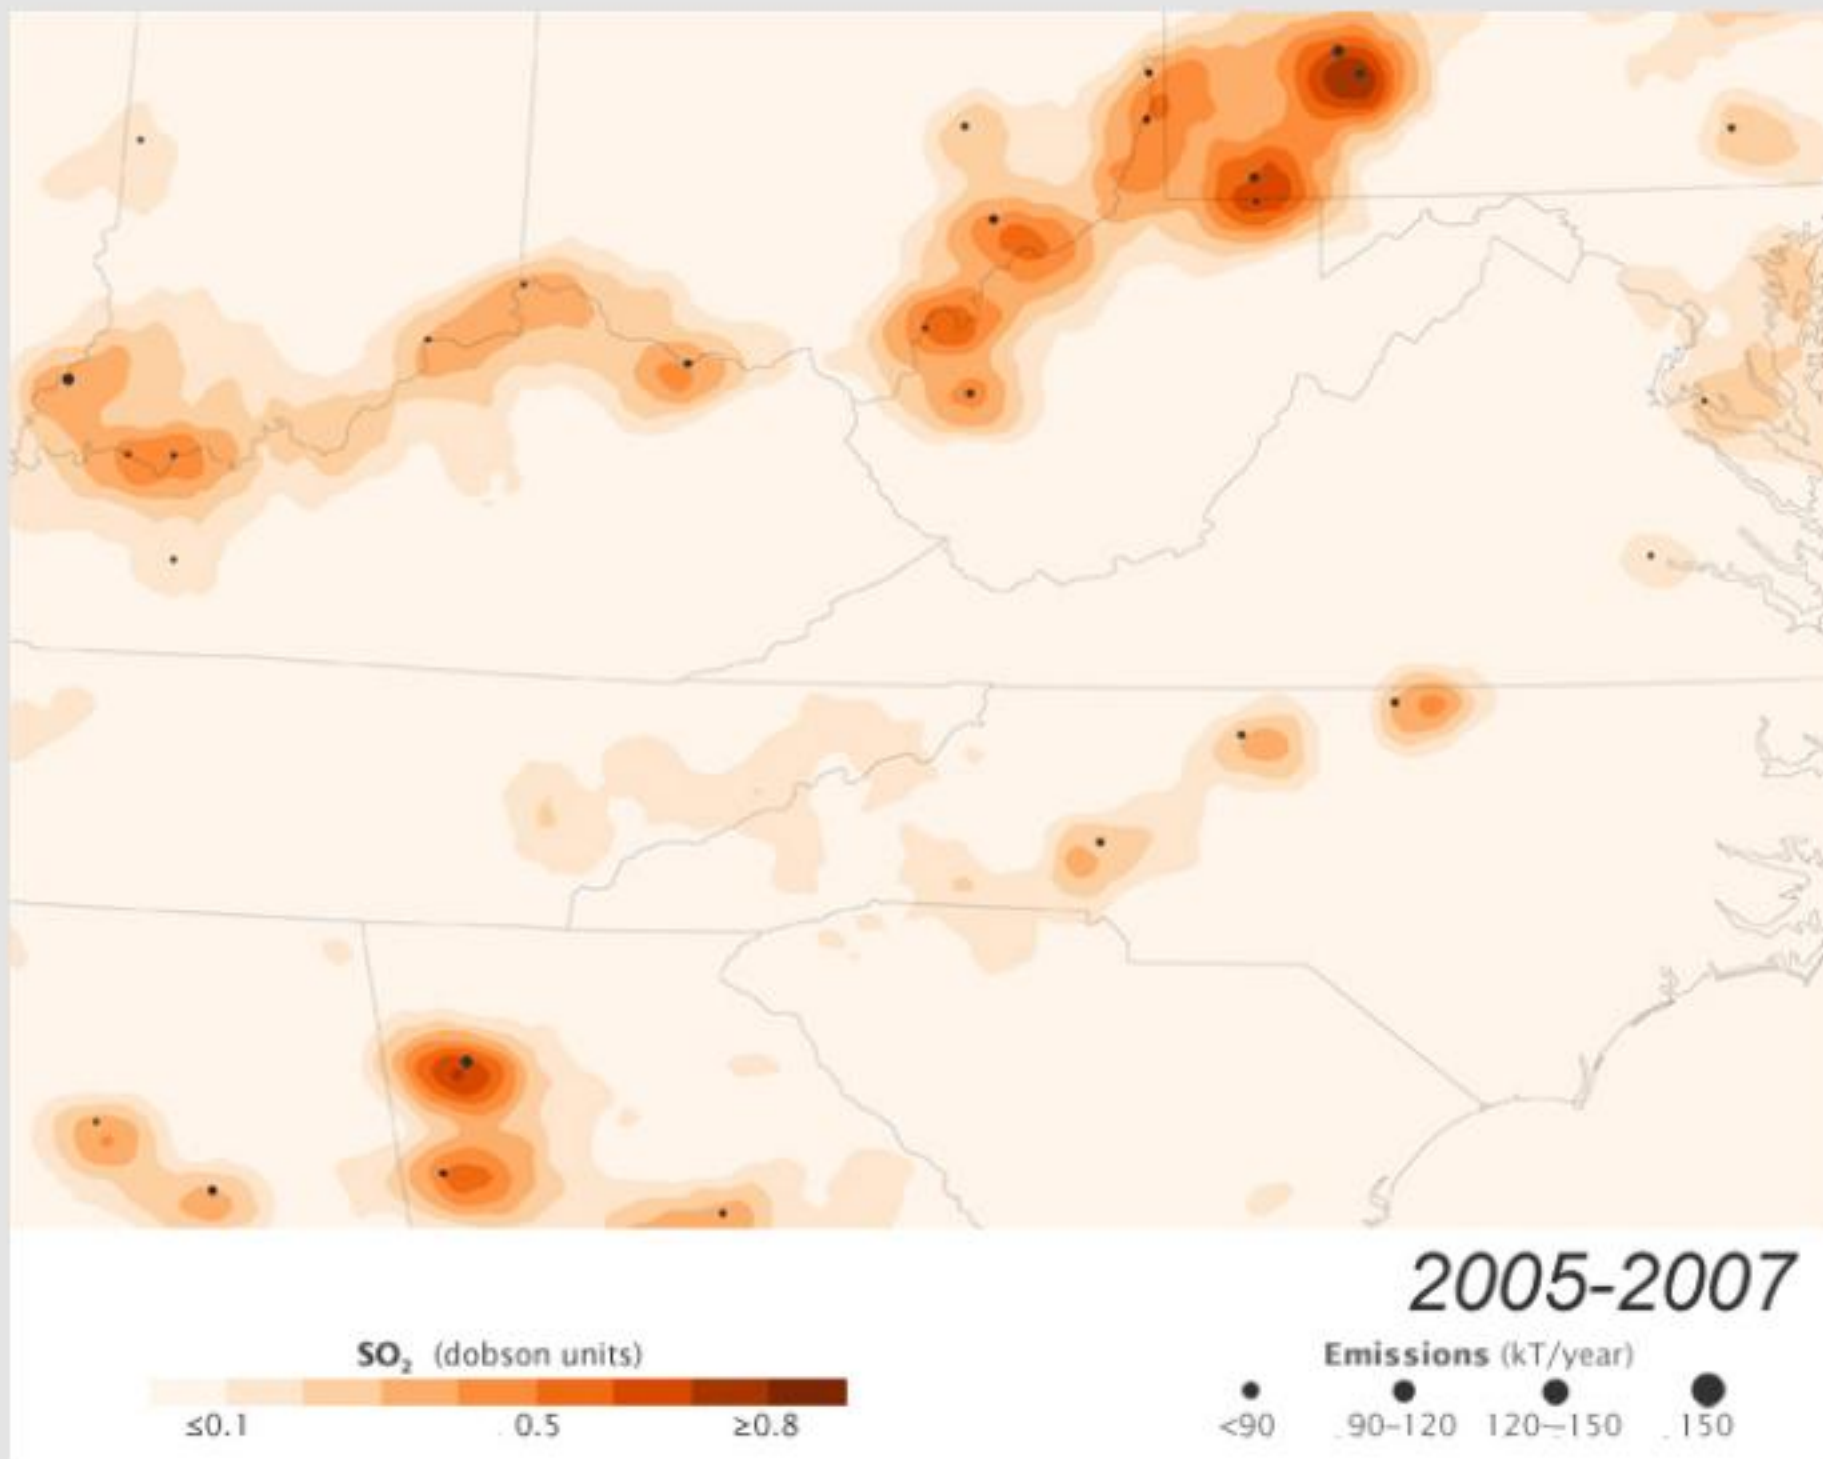 2005-2007
SO₂ (dobson units)
≤0.1 0.5 ≥0.8
Emissions (kT/year)
<90 90–120 120–150 150